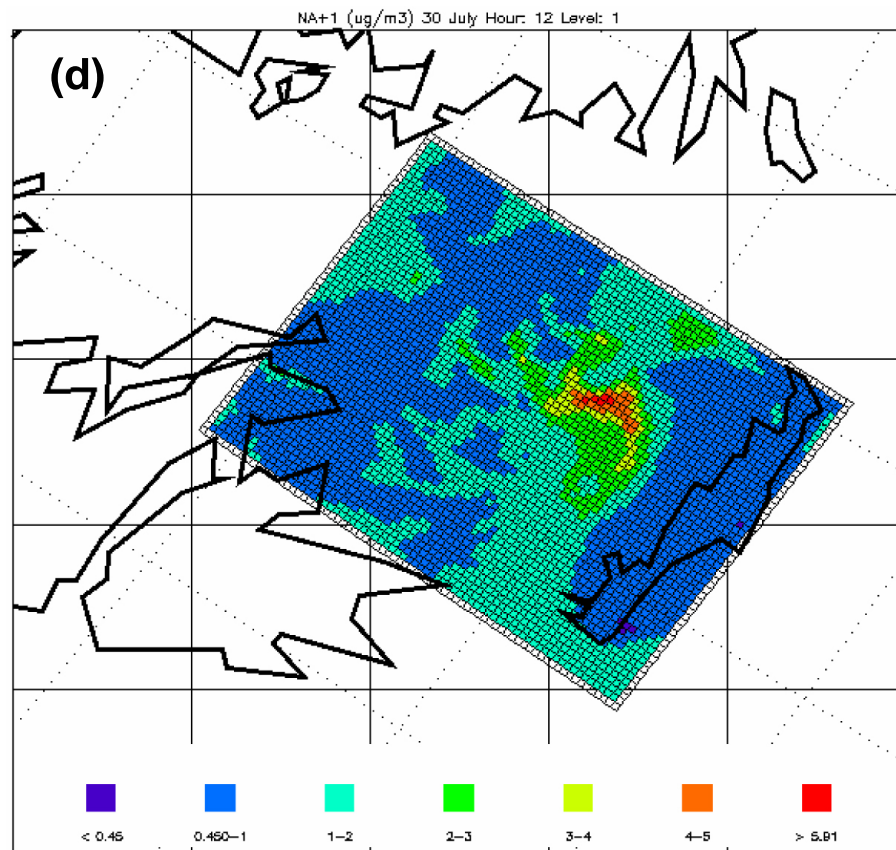 NA+1 (ug/m3) 30 July Hour: 12 Level: 1
(d)
< 0.45 0.450–1 1–2 2–3 3–4 4–5 > 5.91